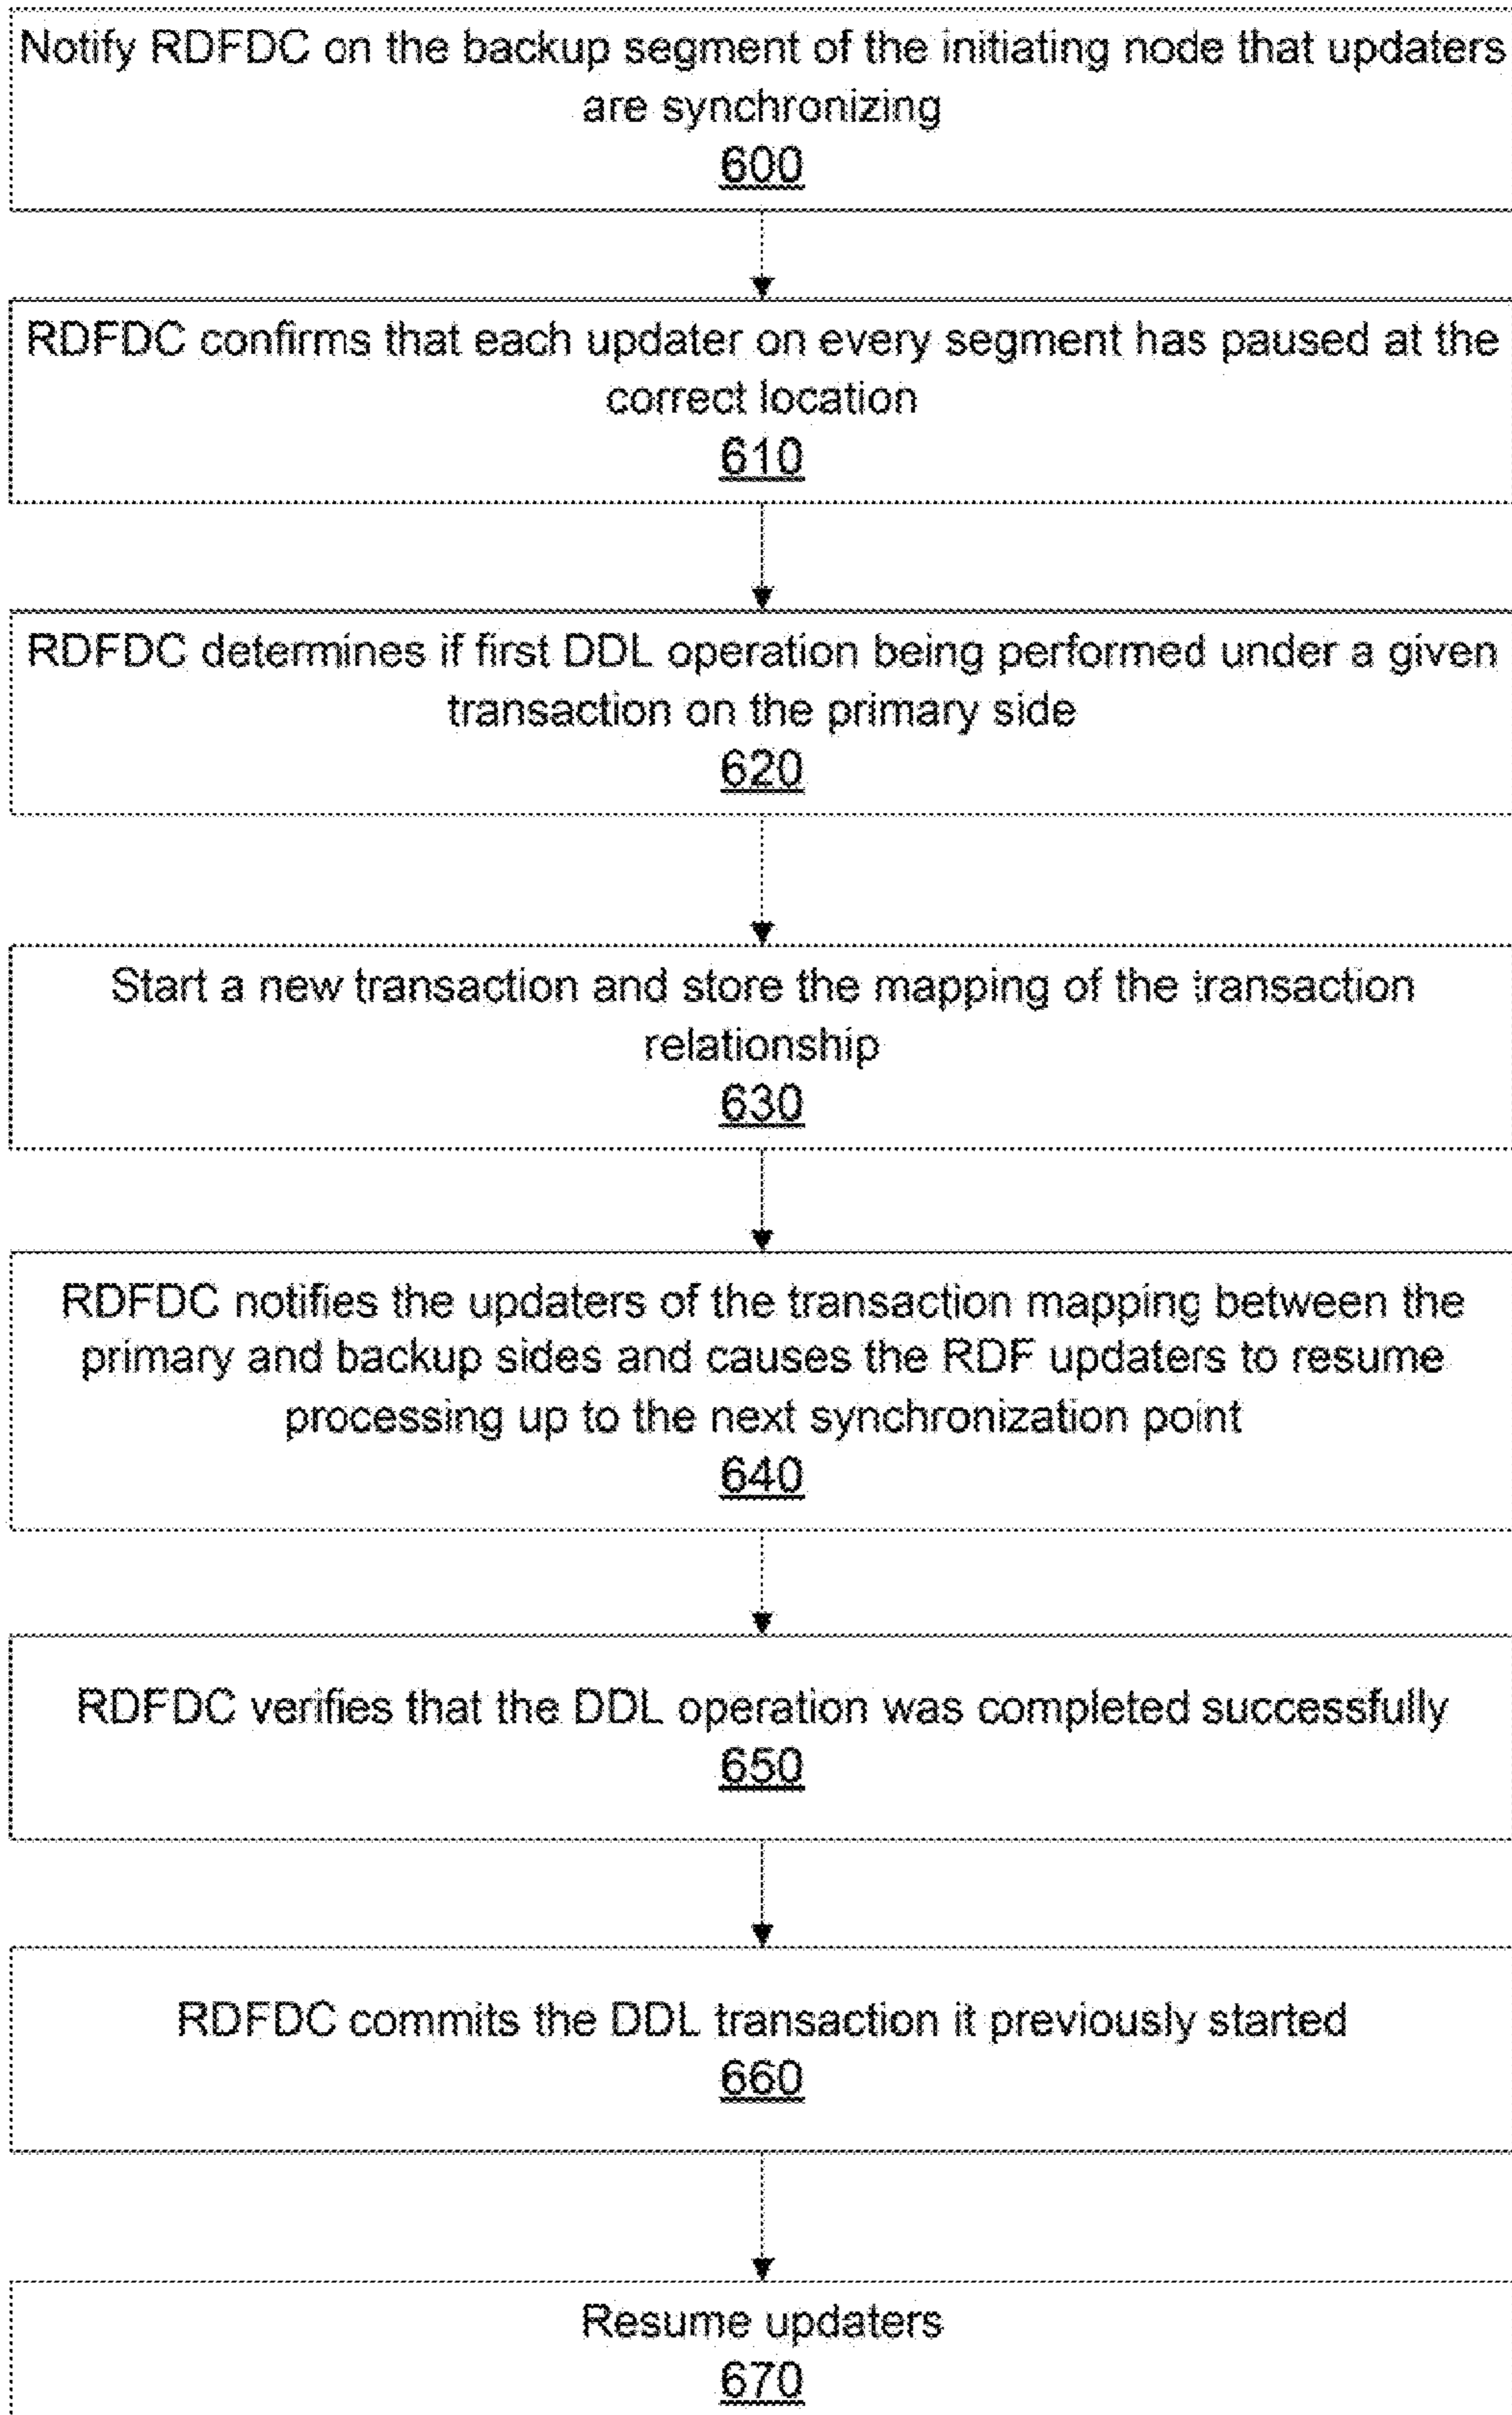 Notify RDFDC on the backup segment of the initiating node that updaters
are synchronizing
600
RDFDC confirms that each updater on every segment has paused at the
correct location
610
RDFDC determines if first DDL operation being performed under a given
transaction on the primary side
620
Start a new transaction and store the mapping of the transaction
relationship
630
RDFDC notifies the updaters of the transaction mapping between the
primary and backup sides and causes the RDF updaters to resume
processing up to the next synchronization point
640
RDFDC verifies that the DDL operation was completed successfully
650
RDFDC commits the DDL transaction it previously started
660
Resume updaters
670